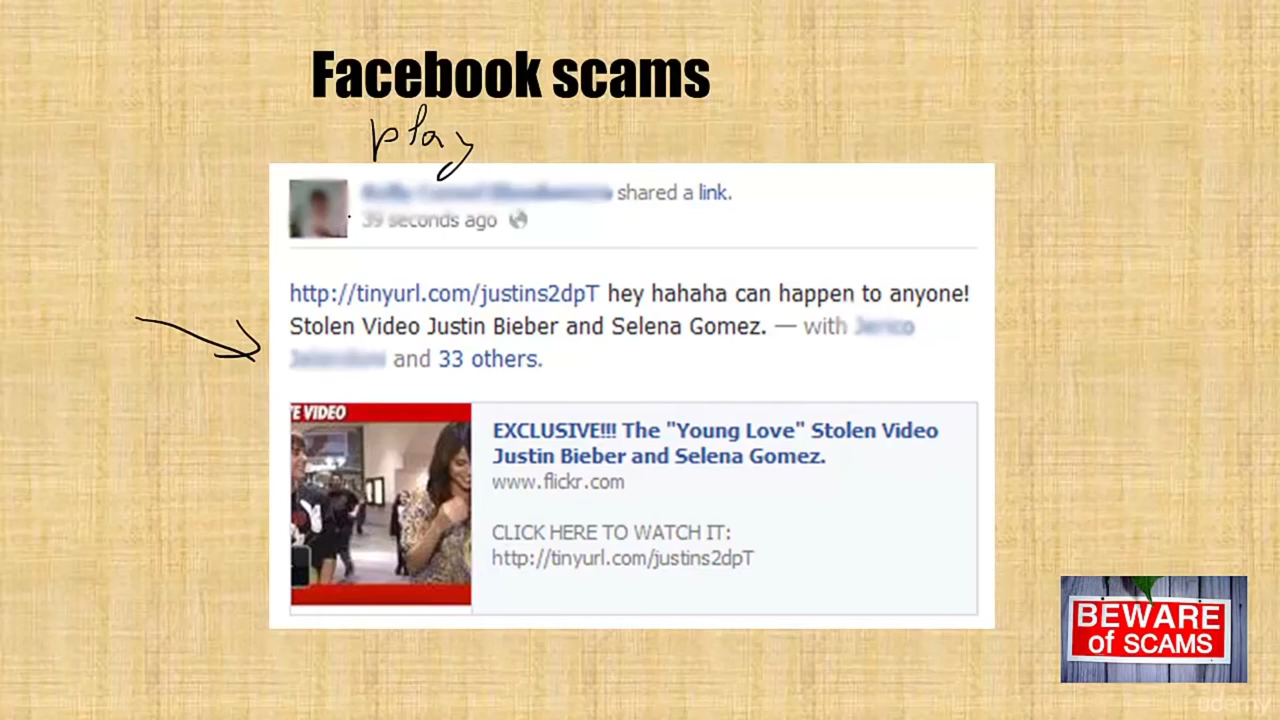 Facebook scams
play
shared a link.
39 seconds ago
http://tinyurl.com/justins2dpT hey hahaha can happen to anyone!
Stolen Video Justin Bieber and Selena Gomez. — with
and 33 others.
E VIDEO
EXCLUSIVE!!! The "Young Love" Stolen Video
Justin Bieber and Selena Gomez.
www.flickr.com
CLICK HERE TO WATCH IT:
http://tinyurl.com/justins2dpT
BEWARE
of SCAMS
udemy